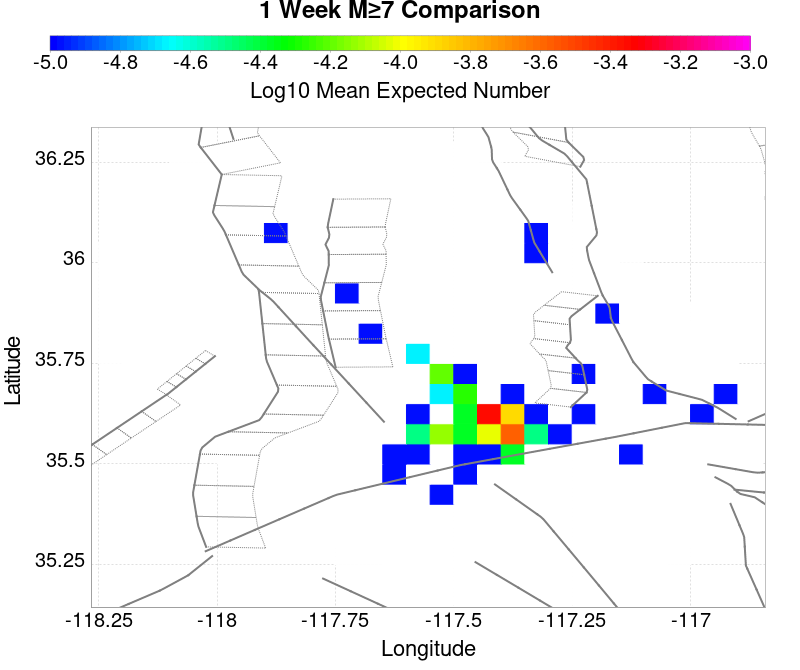 1 Week M≥7 Comparison
-5.0 -4.8 -4.6 -4.4 -4.2 -4.0 -3.8 -3.6 -3.4 -3.2 -3.0
Log10 Mean Expected Number
36.25
36
35.75
35.5
35.25
Latitude
-118.25 -118 -117.75 -117.5 -117.25 -117
Longitude